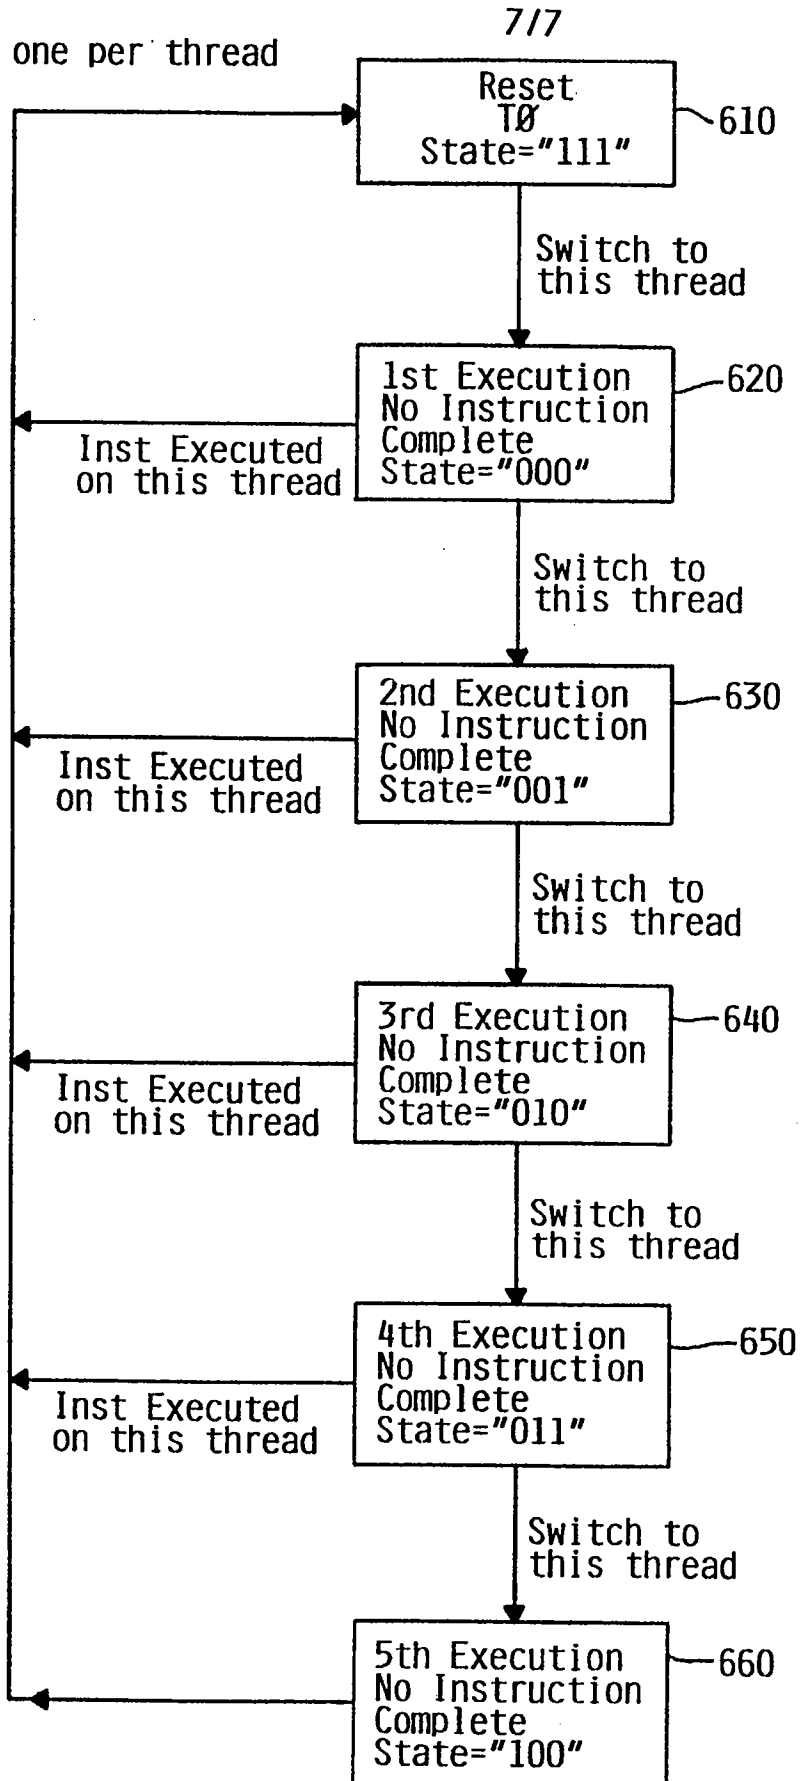 7/7
one per thread
Reset
TØ
State="111"
610
Switch to
this thread
1st Execution
No Instruction
Complete
State="000"
620
Inst Executed
on this thread
Switch to
this thread
2nd Execution
No Instruction
Complete
State="001"
630
Inst Executed
on this thread
Switch to
this thread
3rd Execution
No Instruction
Complete
State="010"
640
Inst Executed
on this thread
Switch to
this thread
4th Execution
No Instruction
Complete
State="011"
650
Inst Executed
on this thread
Switch to
this thread
5th Execution
No Instruction
Complete
State="100"
660